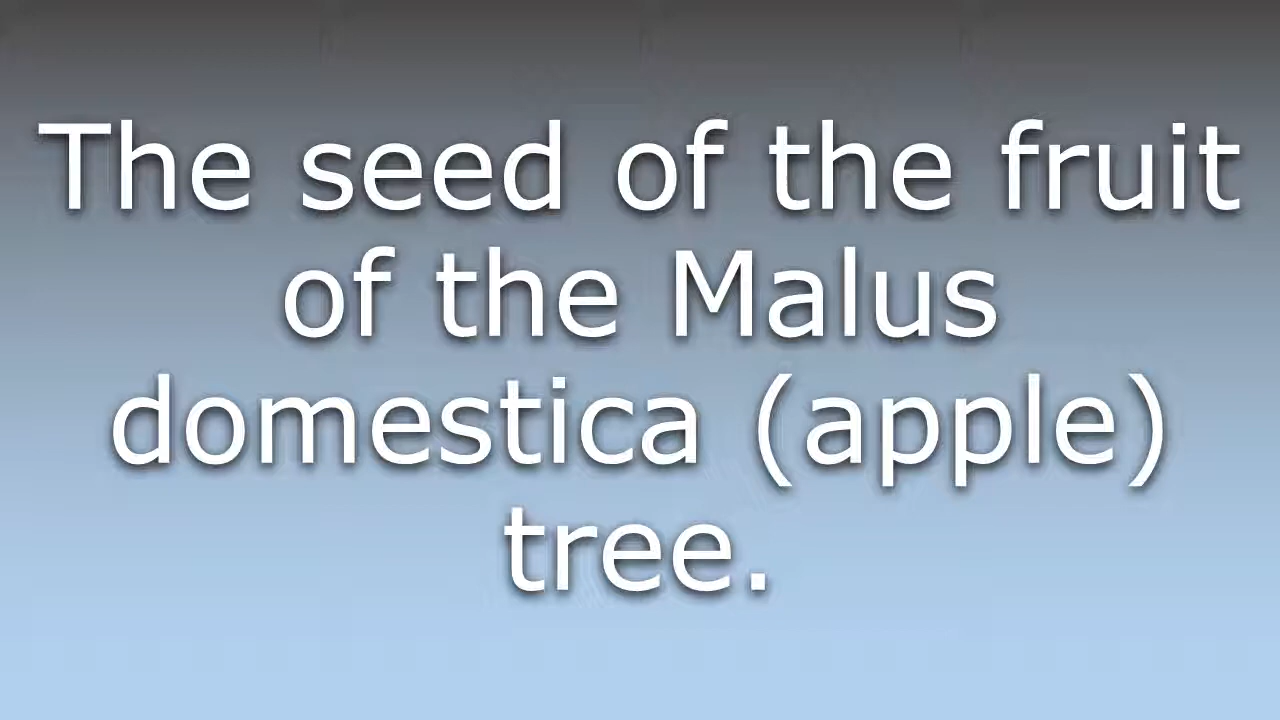 The seed of the fruit
of the Malus
domestica (apple)
tree.